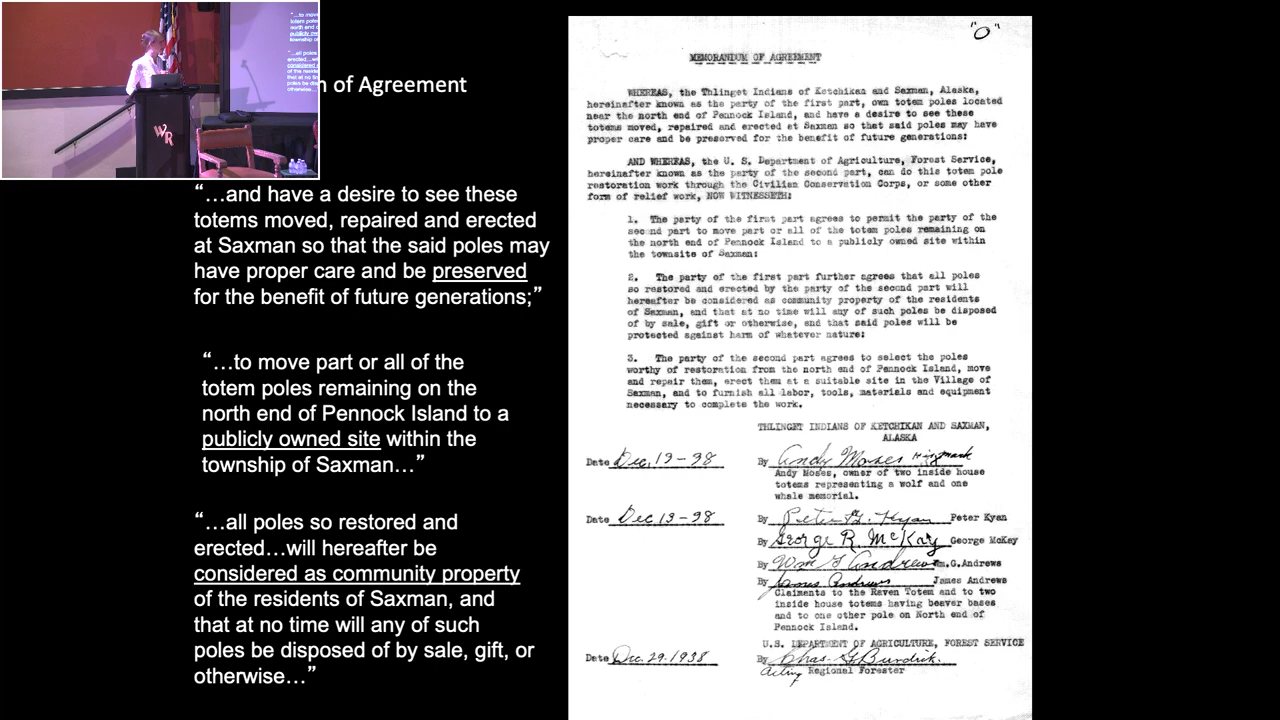 n of Agreement
“…and have a desire to see these
totems moved, repaired and erected
at Saxman so that the said poles may
have proper care and be preserved
for the benefit of future generations;”
“…to move part or all of the
totem poles remaining on the
north end of Pennock Island to a
publicly owned site within the
township of Saxman…”
“…all poles so restored and
erected…will hereafter be
considered as community property
of the residents of Saxman, and
that at no time will any of such
poles be disposed of by sale, gift, or
otherwise…”
WR
"O"
MEMORANDUM OF AGREEMENT
WHEREAS, the Thlinget Indians of Ketchikan and Saxman, Alaska,
hereinafter known as the party of the first part, own totem poles located
near the north end of Pennock Island, and have a desire to see these
totems moved, repaired and erected at Saxman so that said poles may have
proper care and be preserved for the benefit of future generations:
AND WHEREAS, the U. S. Department of Agriculture, Forest Service,
hereinafter known as the party of the second part, can do this totem pole
restoration work through the Civilian Conservation Corps, or some other
form of relief work, NOW WITNESSETH:
1. The party of the first part agrees to permit the party of the
second part to move part or all of the totem poles remaining on
the north end of Pennock Island to a publicly owned site within
the townsite of Saxman:
2. The party of the first part further agrees that all poles
so restored and erected by the party of the second part will
hereafter be considered as community property of the residents
of Saxman, and that at no time will any of such poles be disposed
of by sale, gift or otherwise, and that said poles will be
protected against harm of whatever nature:
3. The party of the second part agrees to select the poles
worthy of restoration from the north end of Pennock Island, move
and repair them, erect them at a suitable site in the Village of
Saxman, and to furnish all labor, tools, materials and equipment
necessary to complete the work.
THLINGET INDIANS OF KETCHIKAN AND SAXMAN,
ALASKA
Date Dec. 19-38 By Andy Moses His mark
Andy Moses, owner of two inside house
totems representing a wolf and one
whale memorial.
Date Dec 19-38 By Peter Kyan Peter Kyan
By George R. McKay George McKay
By Wm G Andrews Wm.G.Andrews
By James Andrews James Andrews
Claimants to the Raven Totem and to two
inside house totems having beaver bases
and to one other pole on North end of
Pennock Island.
U.S. DEPARTMENT OF AGRICULTURE, FOREST SERVICE
Date Dec. 29.1938 By Chas. G. Burdick.
Acting Regional Forester